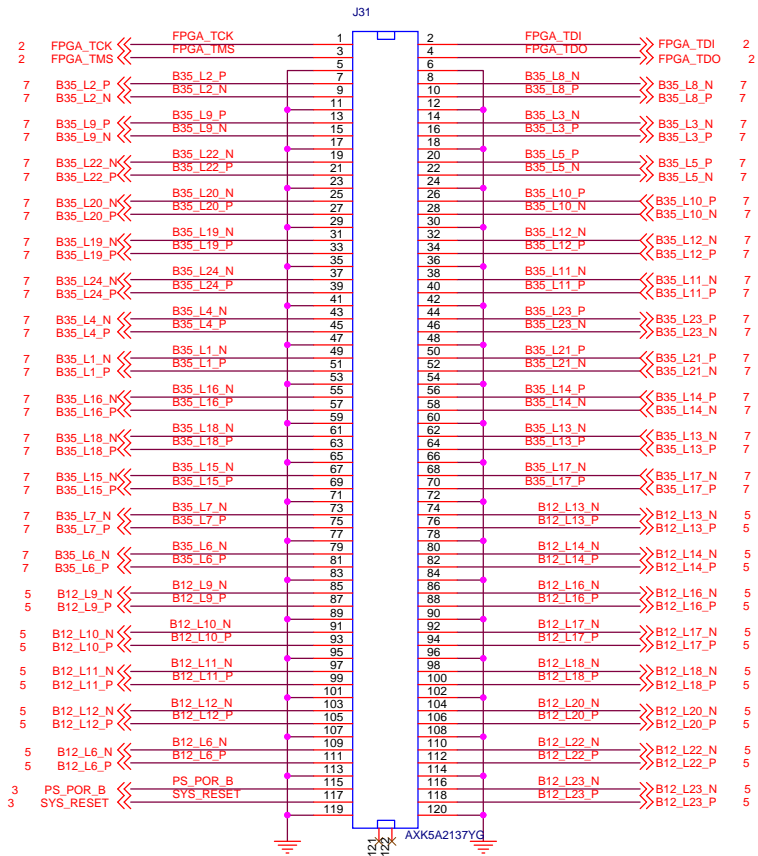 J31
2 FPGA_TCK FPGA_TCK 1 2 FPGA_TDI FPGA_TDI 2
2 FPGA_TMS FPGA_TMS 3 4 FPGA_TDO FPGA_TDO 2
5 6
7 B35_L2_P B35_L2_P 7 8 B35_L8_N B35_L8_N 7
7 B35_L2_N B35_L2_N 9 10 B35_L8_P B35_L8_P 7
11 12
7 B35_L9_P B35_L9_P 13 14 B35_L3_N B35_L3_N 7
7 B35_L9_N B35_L9_N 15 16 B35_L3_P B35_L3_P 7
17 18
7 B35_L22_N B35_L22_N 19 20 B35_L5_P B35_L5_P 7
7 B35_L22_P B35_L22_P 21 22 B35_L5_N B35_L5_N 7
23 24
7 B35_L20_N B35_L20_N 25 26 B35_L10_P B35_L10_P 7
7 B35_L20_P B35_L20_P 27 28 B35_L10_N B35_L10_N 7
29 30
7 B35_L19_N B35_L19_N 31 32 B35_L12_N B35_L12_N 7
7 B35_L19_P B35_L19_P 33 34 B35_L12_P B35_L12_P 7
35 36
7 B35_L24_N B35_L24_N 37 38 B35_L11_N B35_L11_N 7
7 B35_L24_P B35_L24_P 39 40 B35_L11_P B35_L11_P 7
41 42
7 B35_L4_N B35_L4_N 43 44 B35_L23_P B35_L23_P 7
7 B35_L4_P B35_L4_P 45 46 B35_L23_N B35_L23_N 7
47 48
7 B35_L1_N B35_L1_N 49 50 B35_L21_P B35_L21_P 7
7 B35_L1_P B35_L1_P 51 52 B35_L21_N B35_L21_N 7
53 54
7 B35_L16_N B35_L16_N 55 56 B35_L14_P B35_L14_P 7
7 B35_L16_P B35_L16_P 57 58 B35_L14_N B35_L14_N 7
59 60
7 B35_L18_N B35_L18_N 61 62 B35_L13_N B35_L13_N 7
7 B35_L18_P B35_L18_P 63 64 B35_L13_P B35_L13_P 7
65 66
7 B35_L15_N B35_L15_N 67 68 B35_L17_N B35_L17_N 7
7 B35_L15_P B35_L15_P 69 70 B35_L17_P B35_L17_P 7
71 72
7 B35_L7_N B35_L7_N 73 74 B12_L13_N B12_L13_N 5
7 B35_L7_P B35_L7_P 75 76 B12_L13_P B12_L13_P 5
77 78
7 B35_L6_N B35_L6_N 79 80 B12_L14_N B12_L14_N 5
7 B35_L6_P B35_L6_P 81 82 B12_L14_P B12_L14_P 5
83 84
5 B12_L9_N B12_L9_N 85 86 B12_L16_N B12_L16_N 5
5 B12_L9_P B12_L9_P 87 88 B12_L16_P B12_L16_P 5
89 90
5 B12_L10_N B12_L10_N 91 92 B12_L17_N B12_L17_N 5
5 B12_L10_P B12_L10_P 93 94 B12_L17_P B12_L17_P 5
95 96
5 B12_L11_N B12_L11_N 97 98 B12_L18_N B12_L18_N 5
5 B12_L11_P B12_L11_P 99 100 B12_L18_P B12_L18_P 5
101 102
5 B12_L12_N B12_L12_N 103 104 B12_L20_N B12_L20_N 5
5 B12_L12_P B12_L12_P 105 106 B12_L20_P B12_L20_P 5
107 108
5 B12_L6_N B12_L6_N 109 110 B12_L22_N B12_L22_N 5
5 B12_L6_P B12_L6_P 111 112 B12_L22_P B12_L22_P 5
113 114
3 PS_POR_B PS_POR_B 115 116 B12_L23_N B12_L23_N 5
3 SYS_RESET SYS_RESET 117 118 B12_L23_P B12_L23_P 5
119 120
121 122 AXK5A2137YG